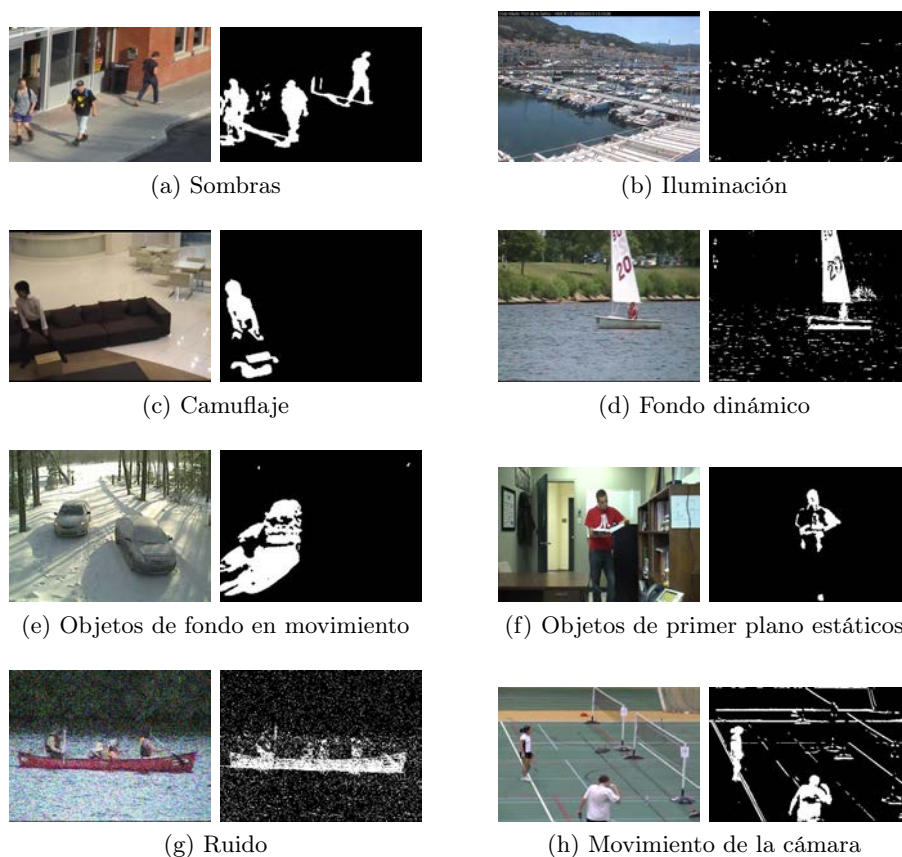 (a) Sombras
(b) Iluminación
20
(c) Camuflaje
(d) Fondo dinámico
(e) Objetos de fondo en movimiento
(f) Objetos de primer plano estáticos
(g) Ruido
(h) Movimiento de la cámara